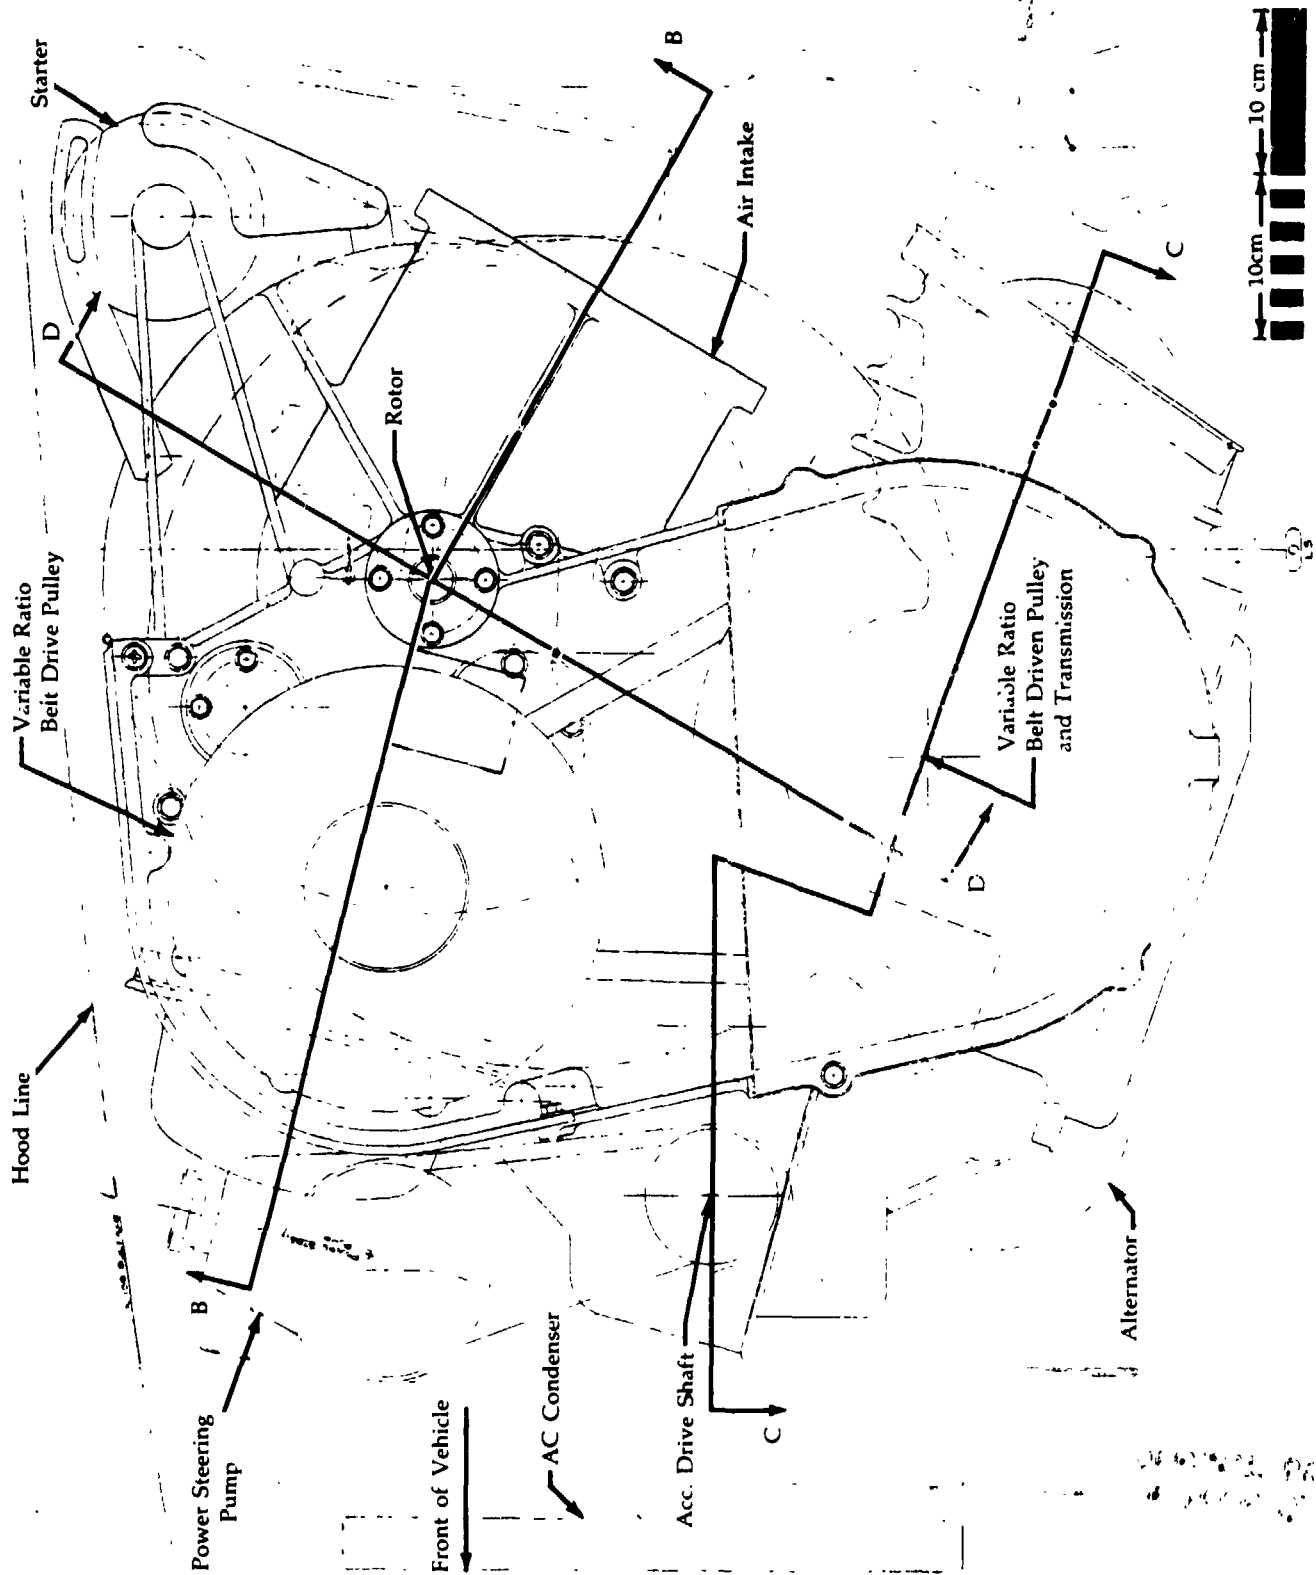 Starter
B
10 cm
10cm
Air Intake
C
D
Rotor
Variable Ratio
Belt Drive Pulley
Variable Ratio
Belt Driven Pulley
and Transmission
D
Hood Line
B
Power Steering
Pump
Front of Vehicle
AC Condenser
Acc. Drive Shaft
C
Alternator